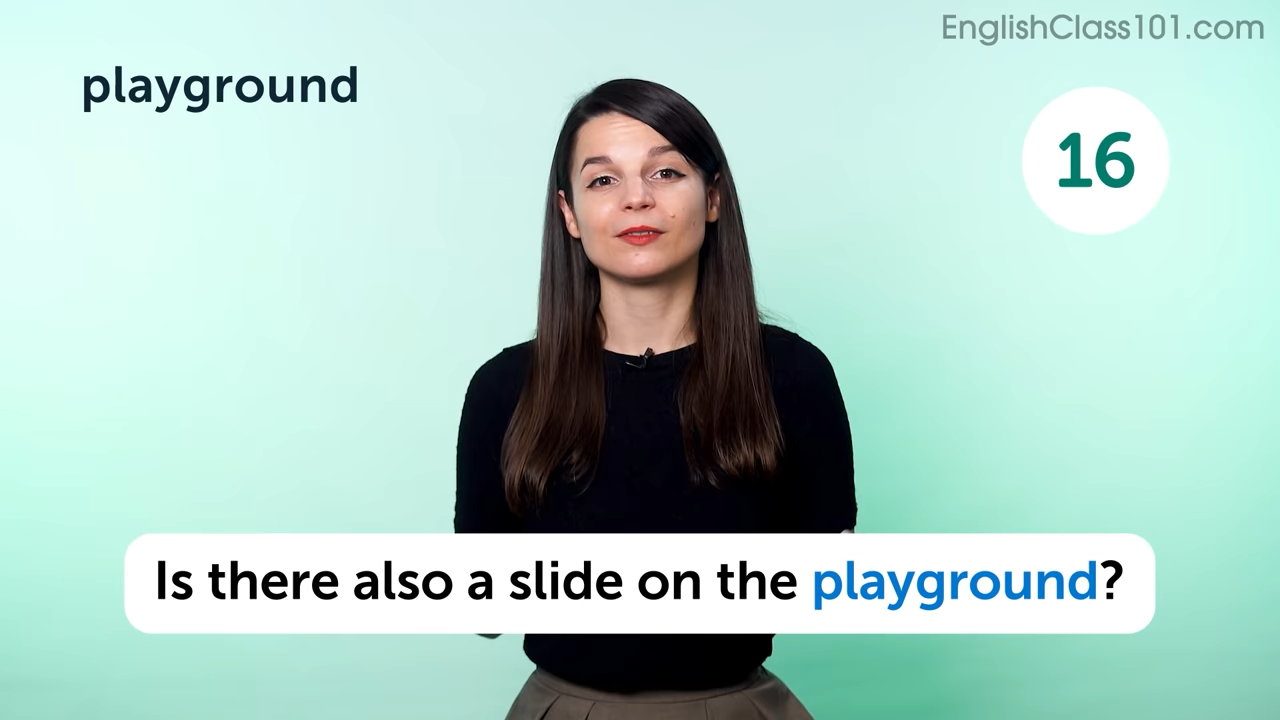 EnglishClass101.com
playground
16
Is there also a slide on the playground?